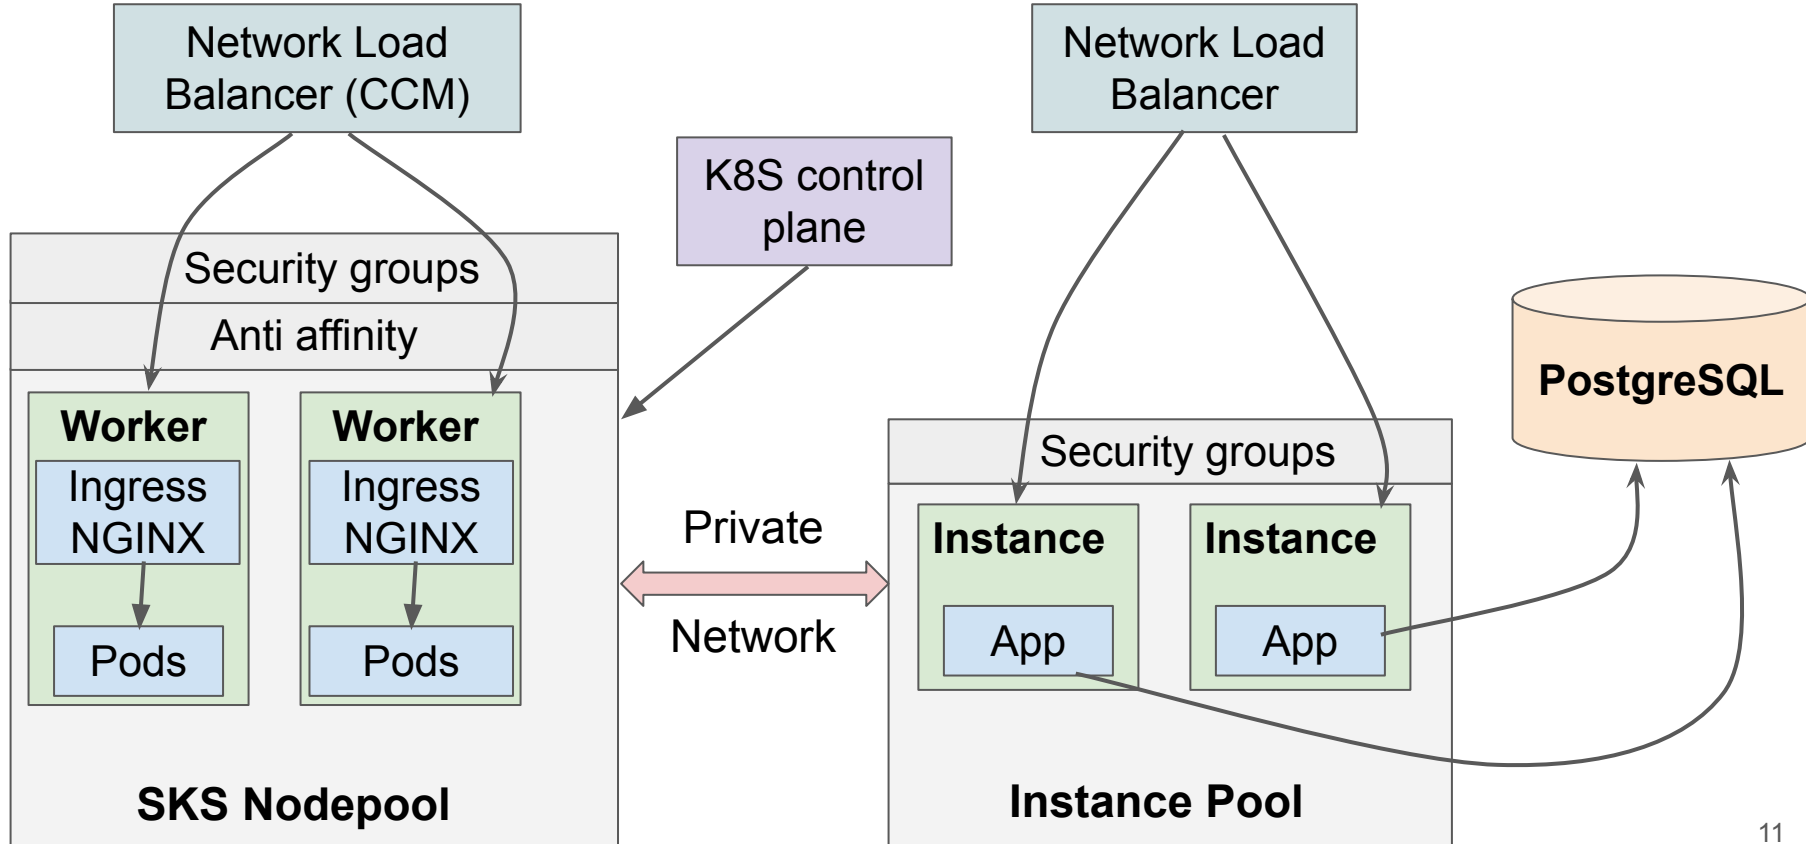 Network Load
Balancer (CCM)
Network Load
Balancer
K8S control
plane
Security groups
Anti affinity
Worker
Ingress
NGINX
Pods
Worker
Ingress
NGINX
Pods
SKS Nodepool
Private
Network
Security groups
Instance
App
Instance
App
Instance Pool
PostgreSQL
11